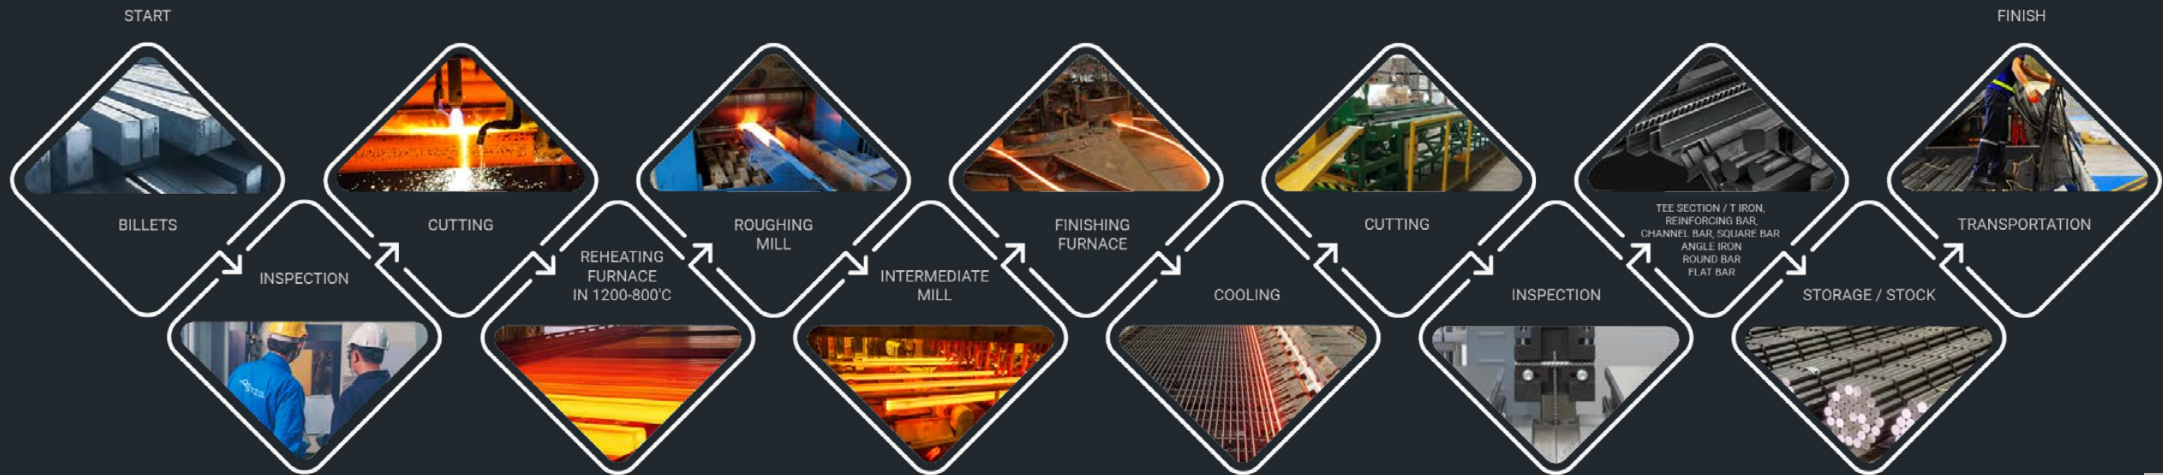 START
BILLETS
INSPECTION
CUTTING
REHEATING
FURNACE
IN 1200-800'C
ROUGHING
MILL
INTERMEDIATE
MILL
FINISHING
FURNACE
COOLING
CUTTING
INSPECTION
TEE SECTION / T IRON,
REINFORCING BAR,
CHANNEL BAR, SQUARE BAR
ANGLE IRON
ROUND BAR
FLAT BAR
STORAGE / STOCK
FINISH
TRANSPORTATION